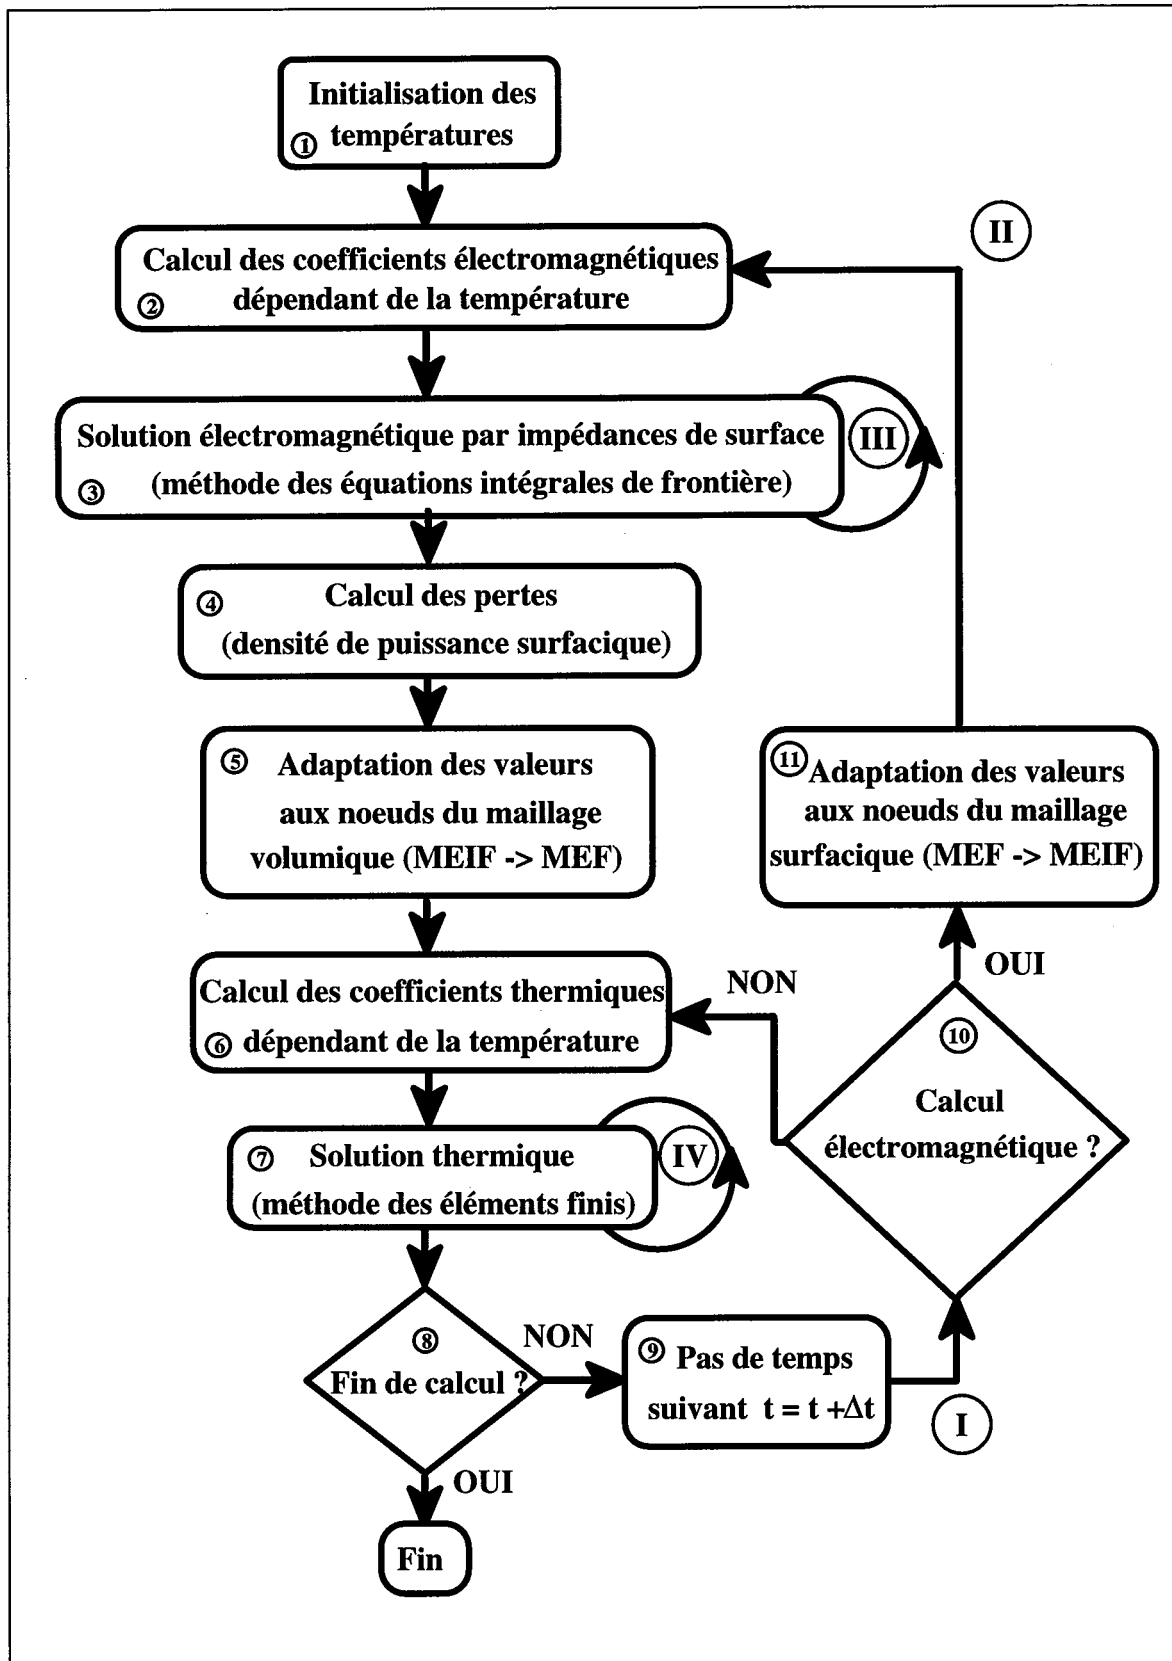 Initialisation des
① températures
II
Calcul des coefficients électromagnétiques
② dépendant de la température
Solution électromagnétique par impédances de surface
III
③ (méthode des équations intégrales de frontière)
④ Calcul des pertes
(densité de puissance surfacique)
⑤ Adaptation des valeurs
aux noeuds du maillage
volumique (MEIF -> MEF)
⑪ Adaptation des valeurs
aux noeuds du maillage
surfacique (MEF -> MEIF)
OUI
NON
Calcul des coefficients thermiques
⑥ dépendant de la température
⑩
Calcul
électromagnétique ?
⑦ Solution thermique
(méthode des éléments finis)
IV
⑧
Fin de calcul ?
NON
⑨ Pas de temps
suivant t = t +Δt
I
OUI
Fin